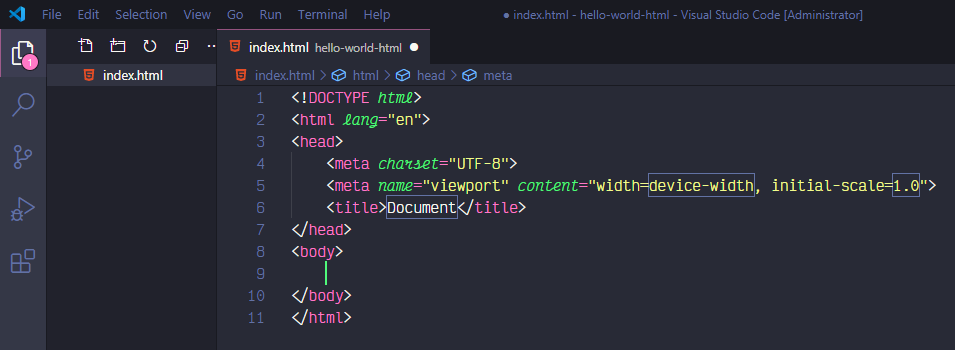 File Edit Selection View Go Run Terminal Help
● index.html - hello-world-html - Visual Studio Code [Administrator]
1
index.html
index.html hello-world-html ●
index.html > html > head > meta
1 <!DOCTYPE html>
2 <html lang="en">
3 <head>
4 <meta charset="UTF-8">
5 <meta name="viewport" content="width=device-width, initial-scale=1.0">
6 <title>Document</title>
7 </head>
8 <body>
9
10 </body>
11 </html>